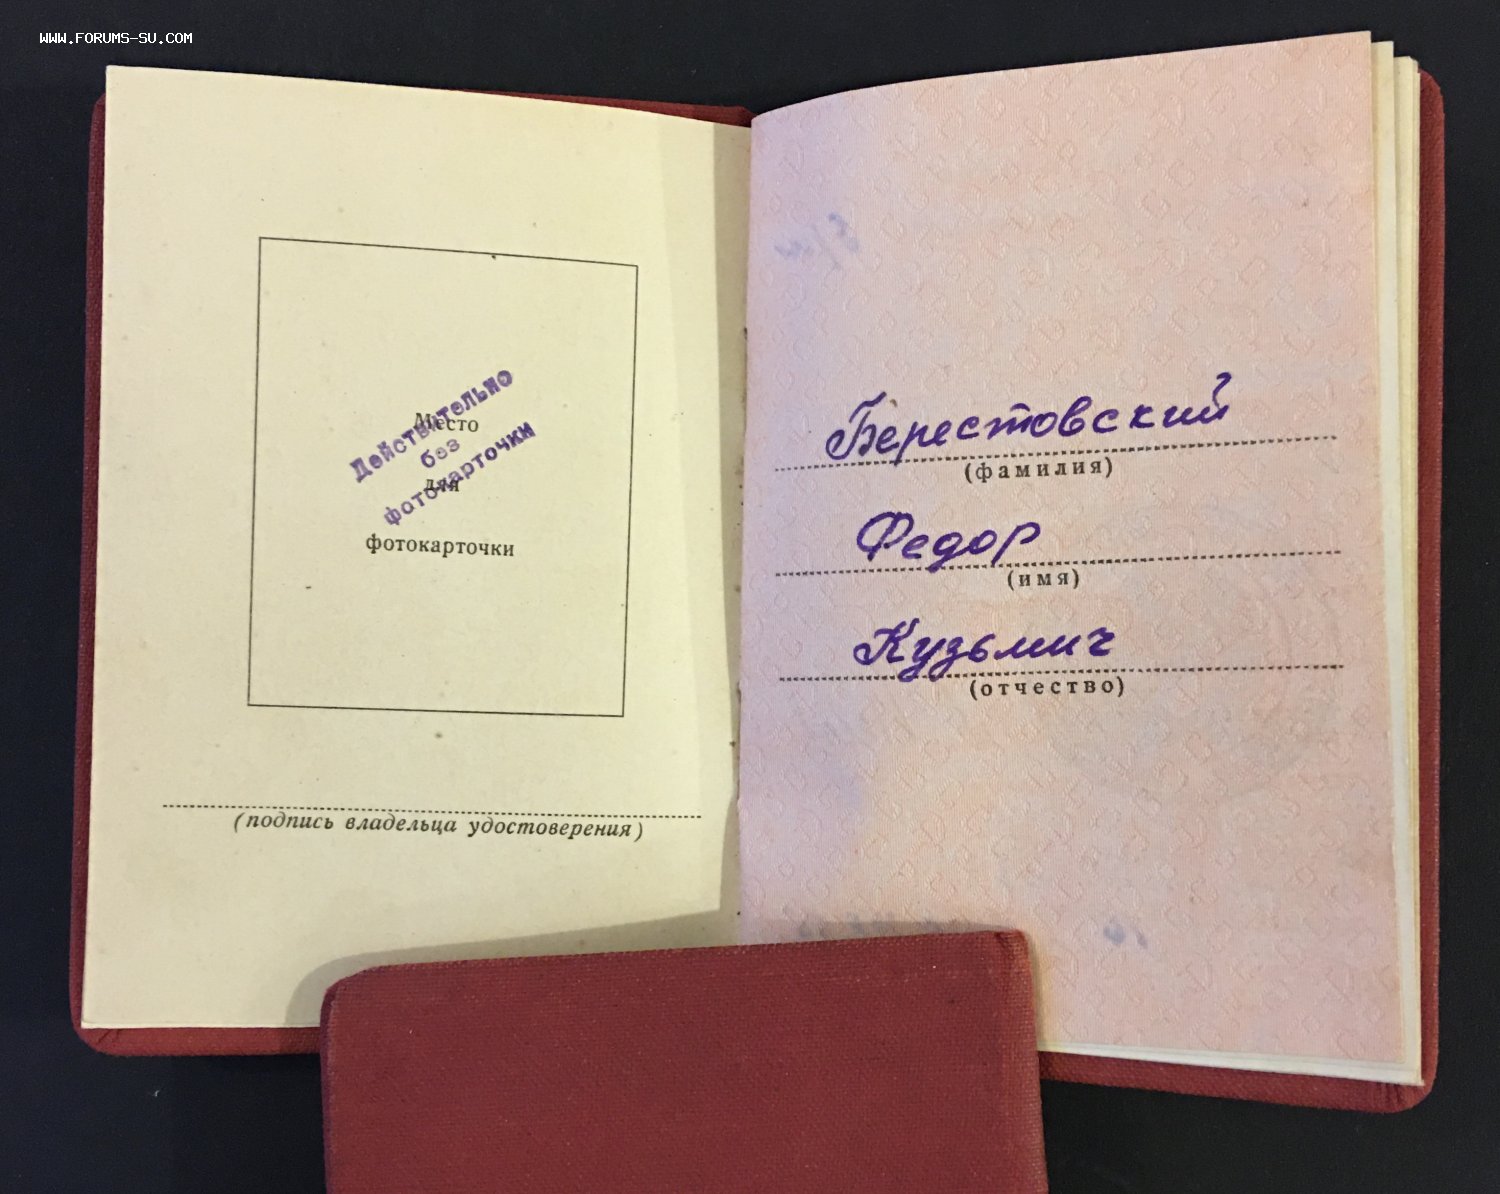 WWW.FORUMS-SU.COM
Действительно
без
фотокарточки
Место
для
фотокарточки
(подпись владельца удостоверения)
Берестовский
(фамилия)
Федор
(имя)
Кузьмич
(отчество)